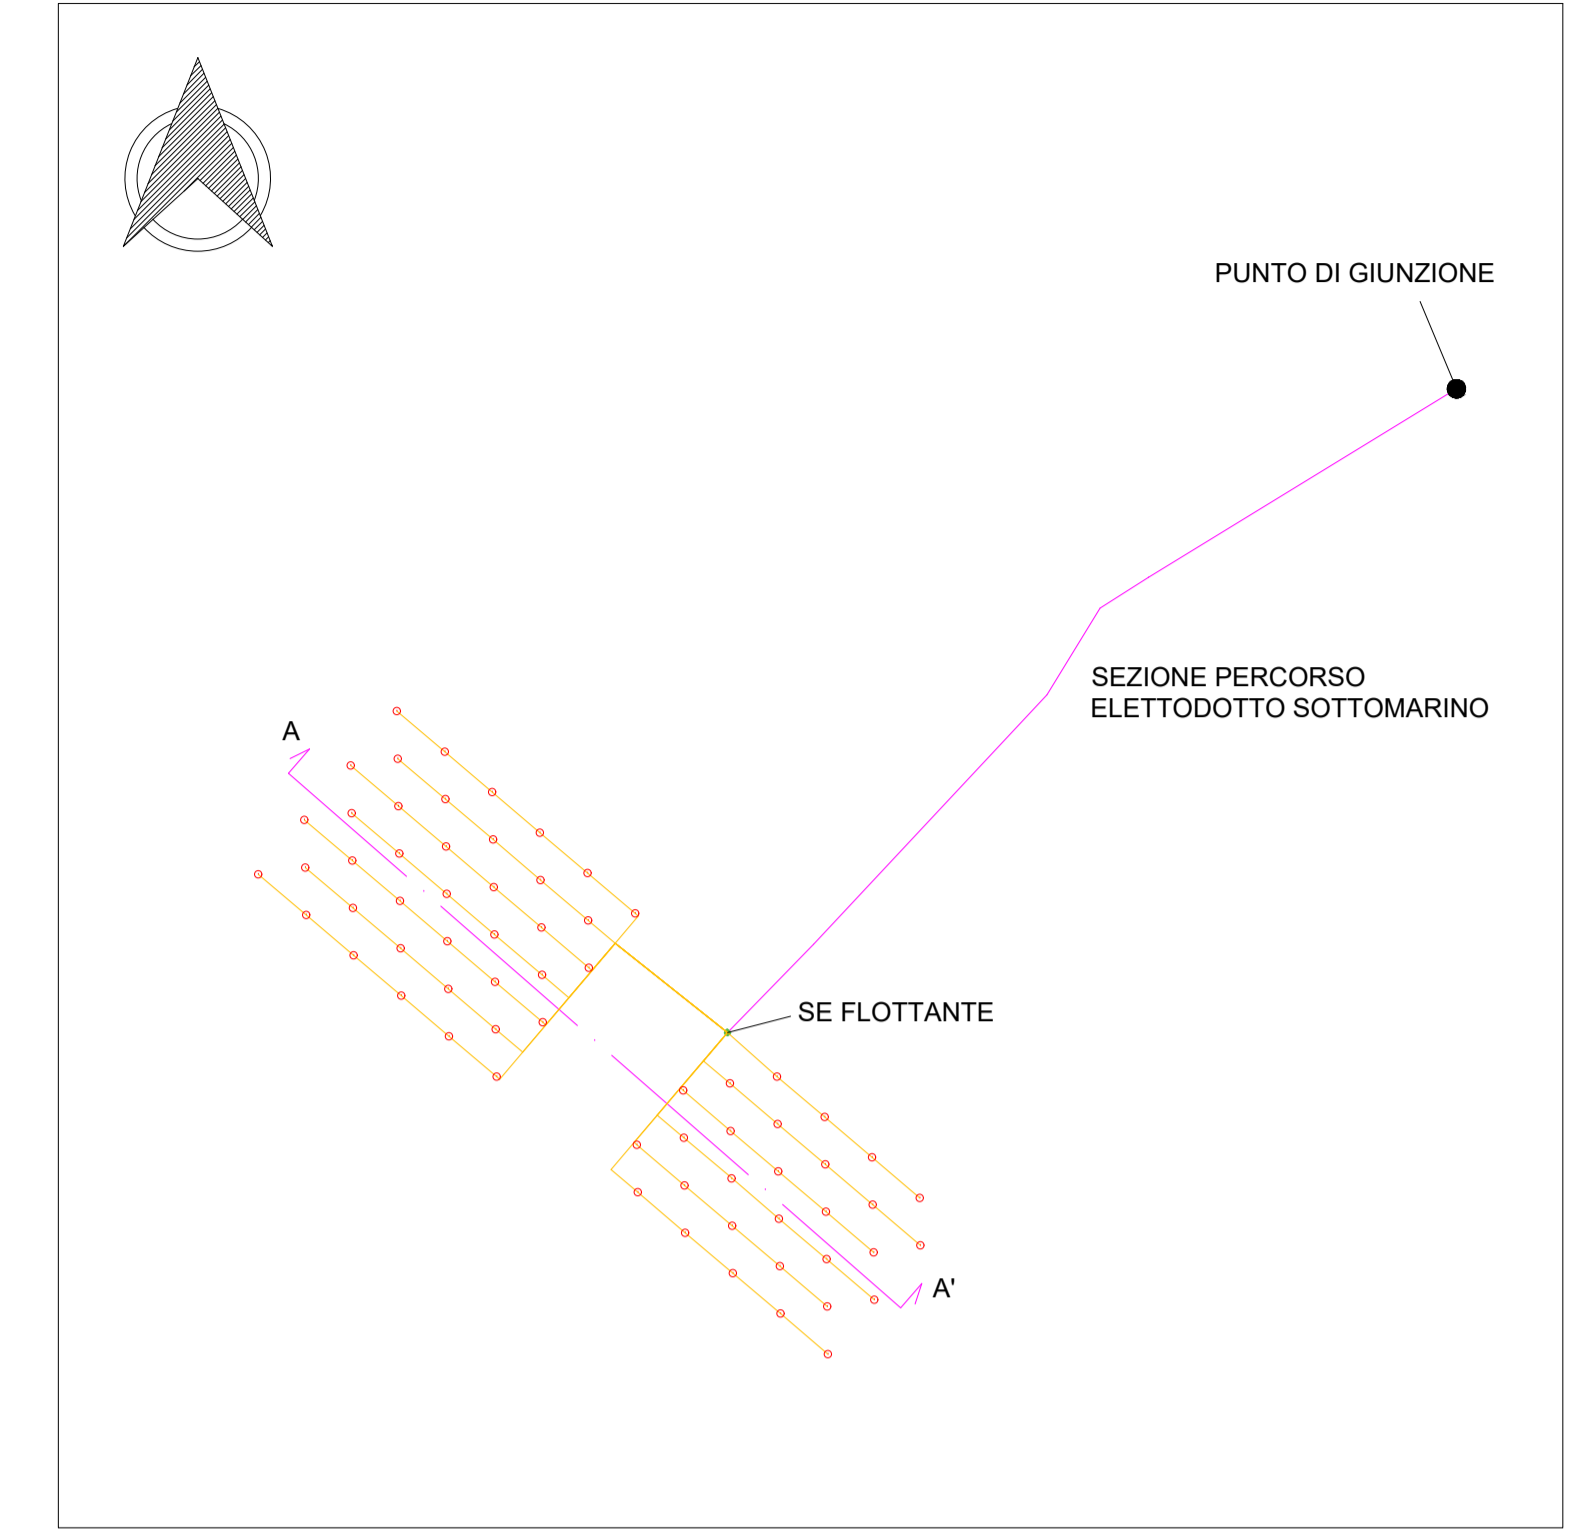 PUNTO DI GIUNZIONE
SEZIONE PERCORSO
ELETTODOTTO SOTTOMARINO
A
SE FLOTTANTE
A'